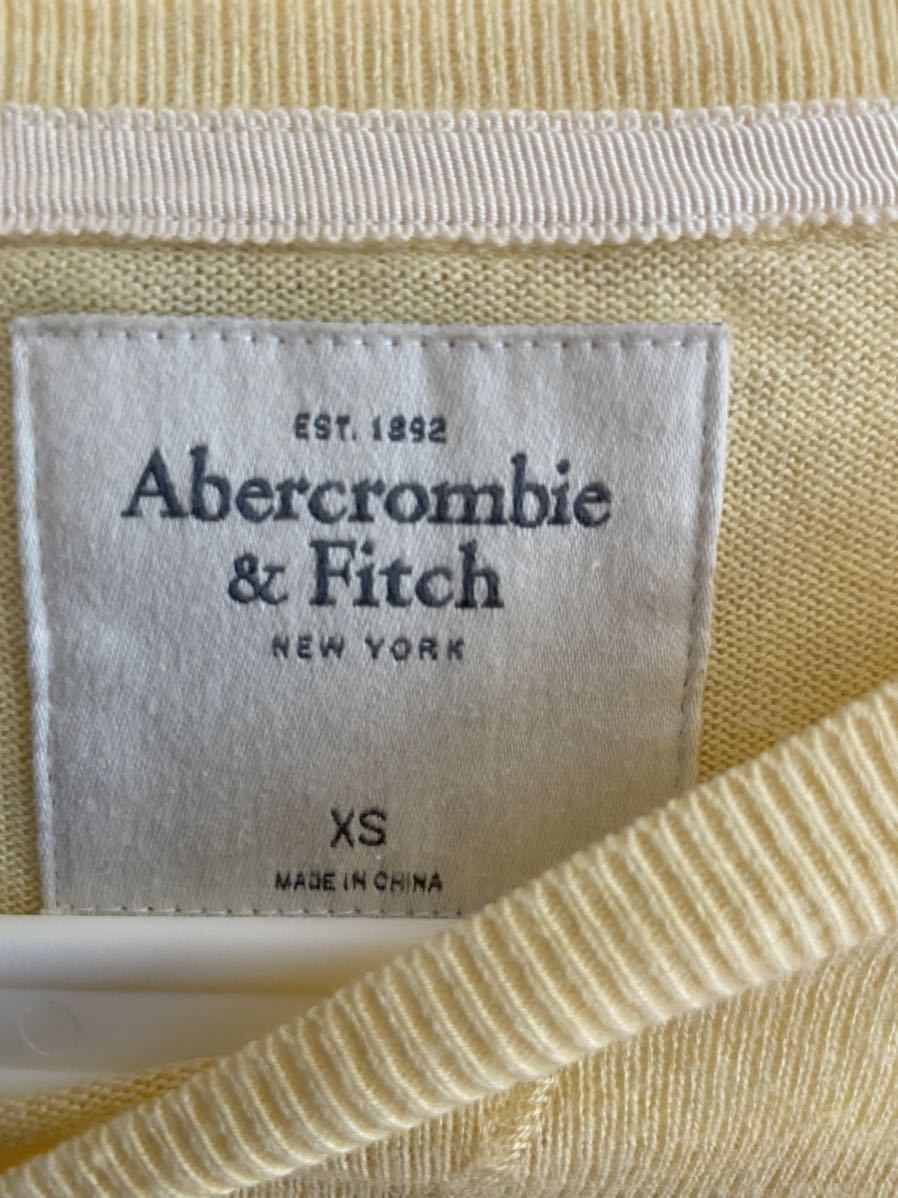 EST. 1892
Abercrombie
& Fitch
NEW YORK
XS
MADE IN CHINA